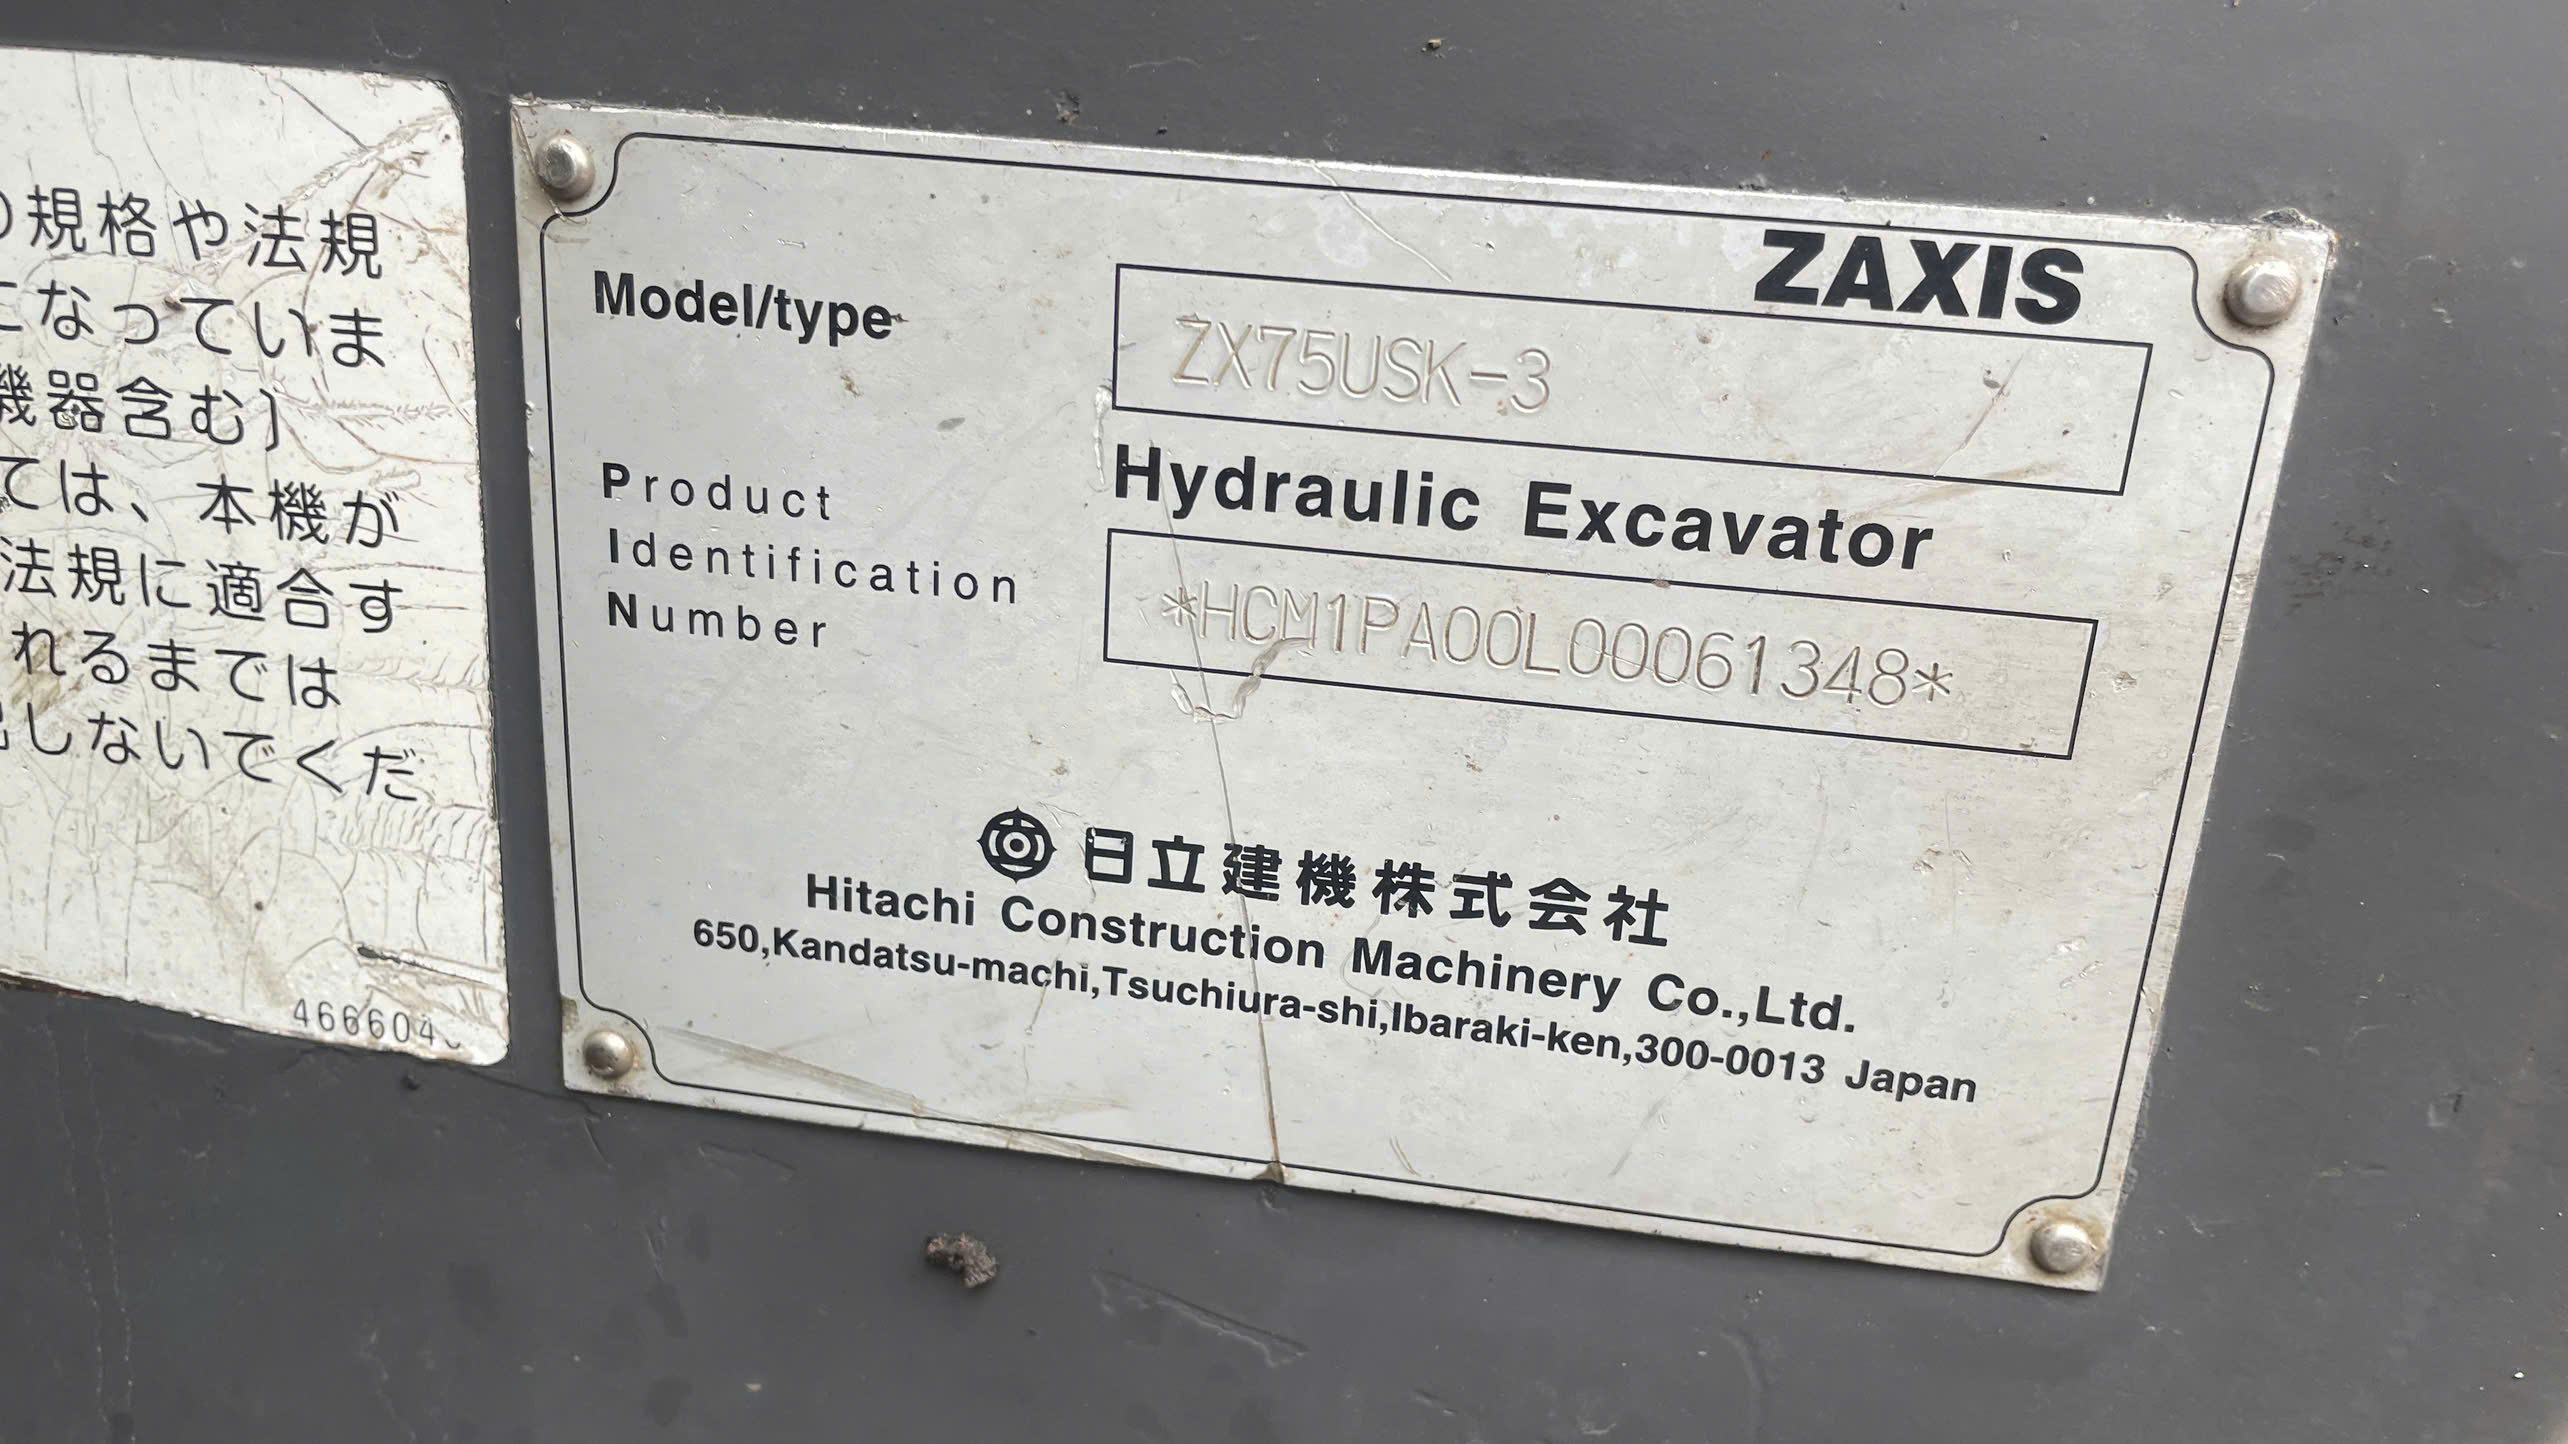 規格や法規
になっていま
機器含む〕
ては、本機が
法規に適合す
れるまでは
しないでくだ
466604
ZAXIS
Model/type
ZX75USK-3
Hydraulic Excavator
Product
Identification
Number
*HCM1PA00L00061348*
日立建機株式会社
Hitachi Construction Machinery Co.,Ltd.
650,Kandatsu-machi,Tsuchiura-shi,Ibaraki-ken,300-0013 Japan